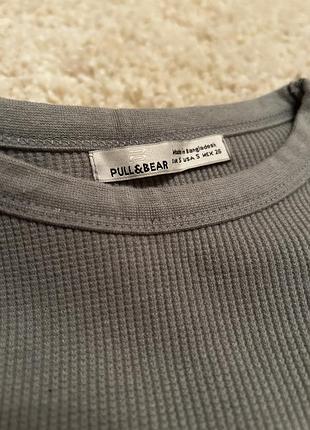 PULL&BEAR
Made in Bangladesh
EUR S USA S MEX 26